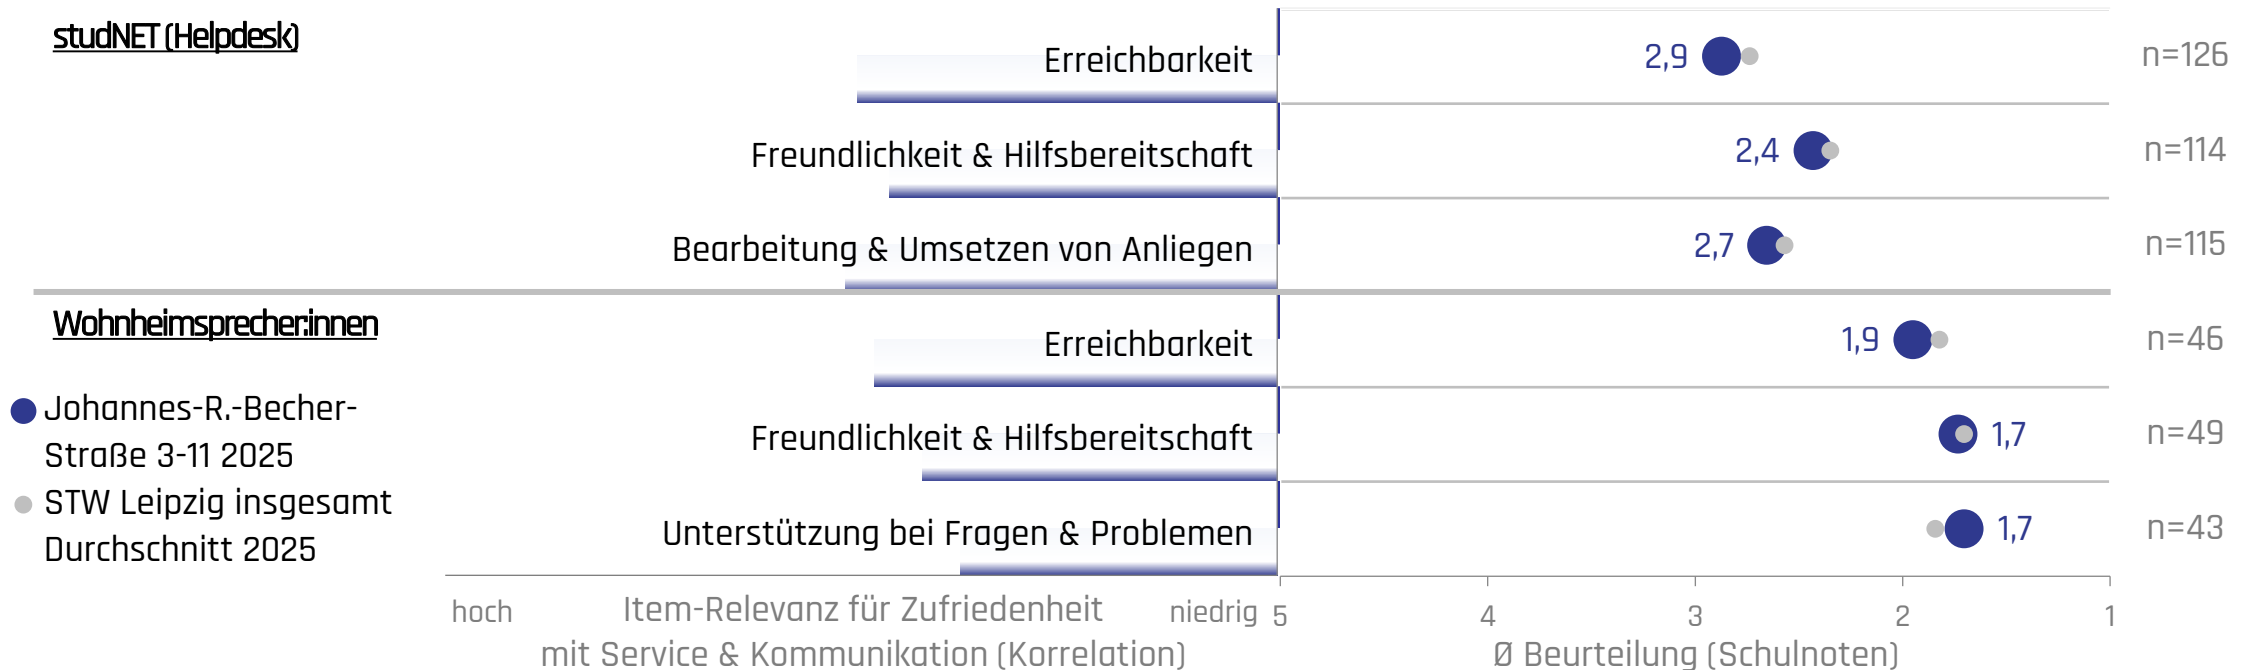 studNET (Helpdesk)
Erreichbarkeit 2,9 n=126
Freundlichkeit & Hilfsbereitschaft 2,4 n=114
Bearbeitung & Umsetzen von Anliegen 2,7 n=115
Wohnheimsprecher:innen
Erreichbarkeit 1,9 n=46
Freundlichkeit & Hilfsbereitschaft 1,7 n=49
Unterstützung bei Fragen & Problemen 1,7 n=43
Johannes-R.-Becher-
Straße 3-11 2025
STW Leipzig insgesamt
Durchschnitt 2025
hoch Item-Relevanz für Zufriedenheit niedrig
mit Service & Kommunikation (Korrelation)
5 4 3 2 1
Ø Beurteilung (Schulnoten)